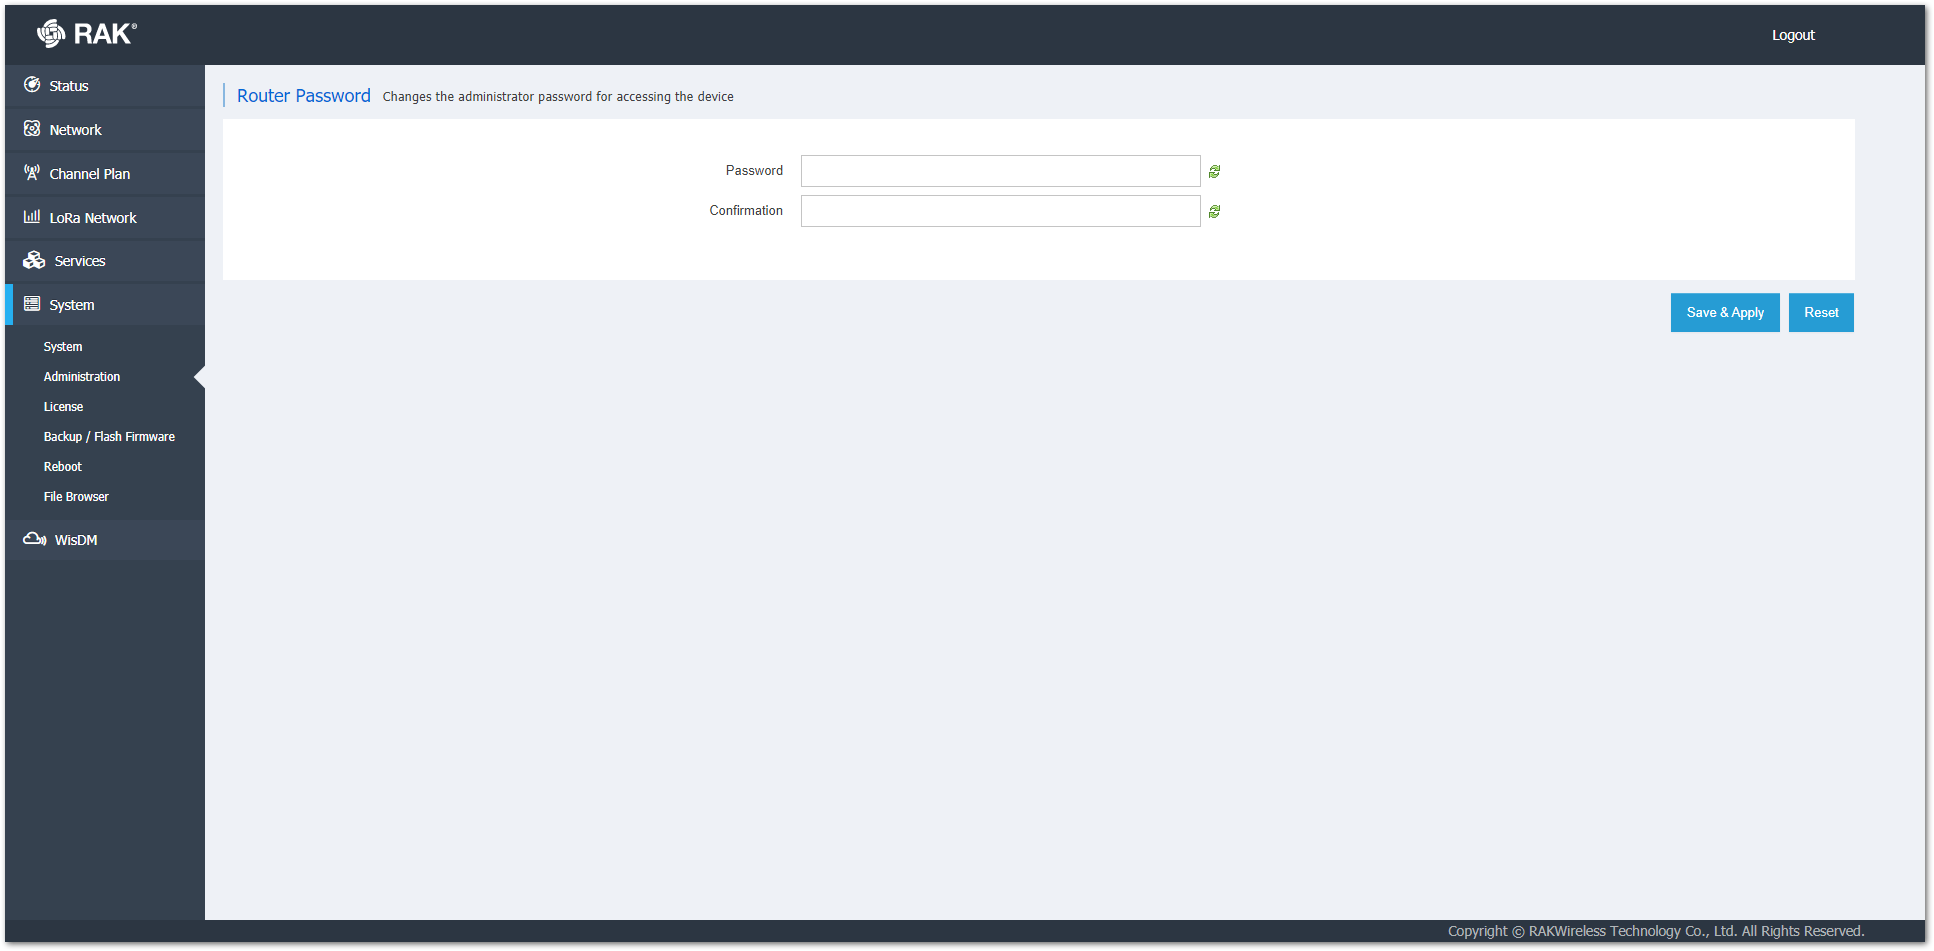 RAK®
Logout
Status
Network
Channel Plan
LoRa Network
Services
System
System
Administration
License
Backup / Flash Firmware
Reboot
File Browser
WisDM
Router Password Changes the administrator password for accessing the device
Password
Confirmation
Save & Apply Reset
Copyright © RAKWireless Technology Co., Ltd. All Rights Reserved.